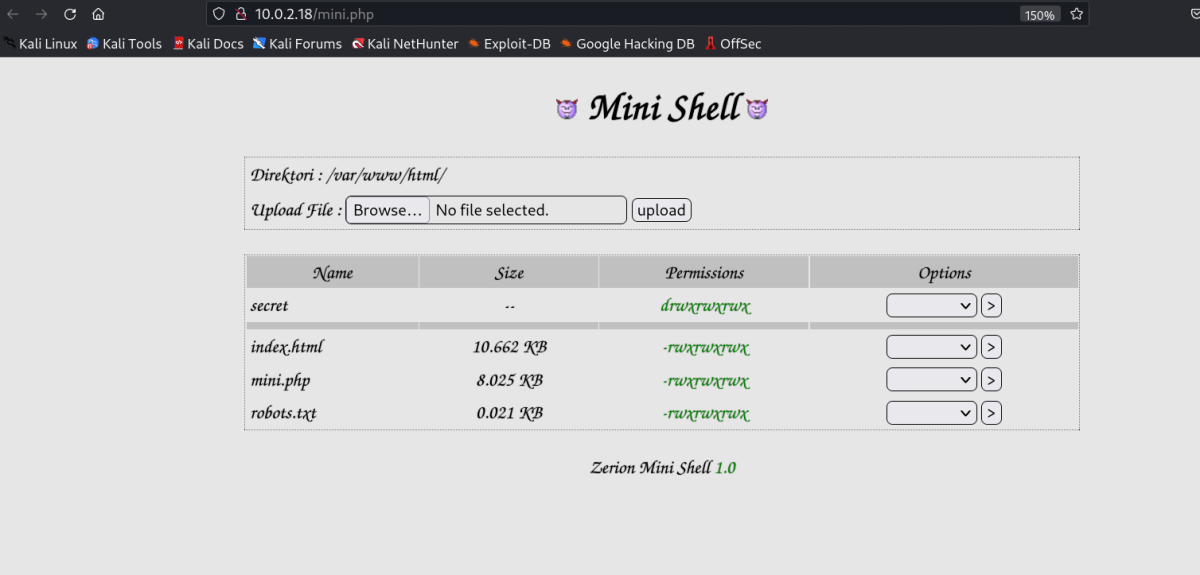 10.0.2.18/mini.php 150%
Kali Linux Kali Tools Kali Docs Kali Forums Kali NetHunter Exploit-DB Google Hacking DB OffSec
Mini Shell
Direktori : /var/www/html/
Upload File : Browse... No file selected. upload
Name Size Permissions Options
secret -- drwxrwxrwx >
index.html 10.662 KB -rwxrwxrwx >
mini.php 8.025 KB -rwxrwxrwx >
robots.txt 0.021 KB -rwxrwxrwx >
Zerion Mini Shell 1.0